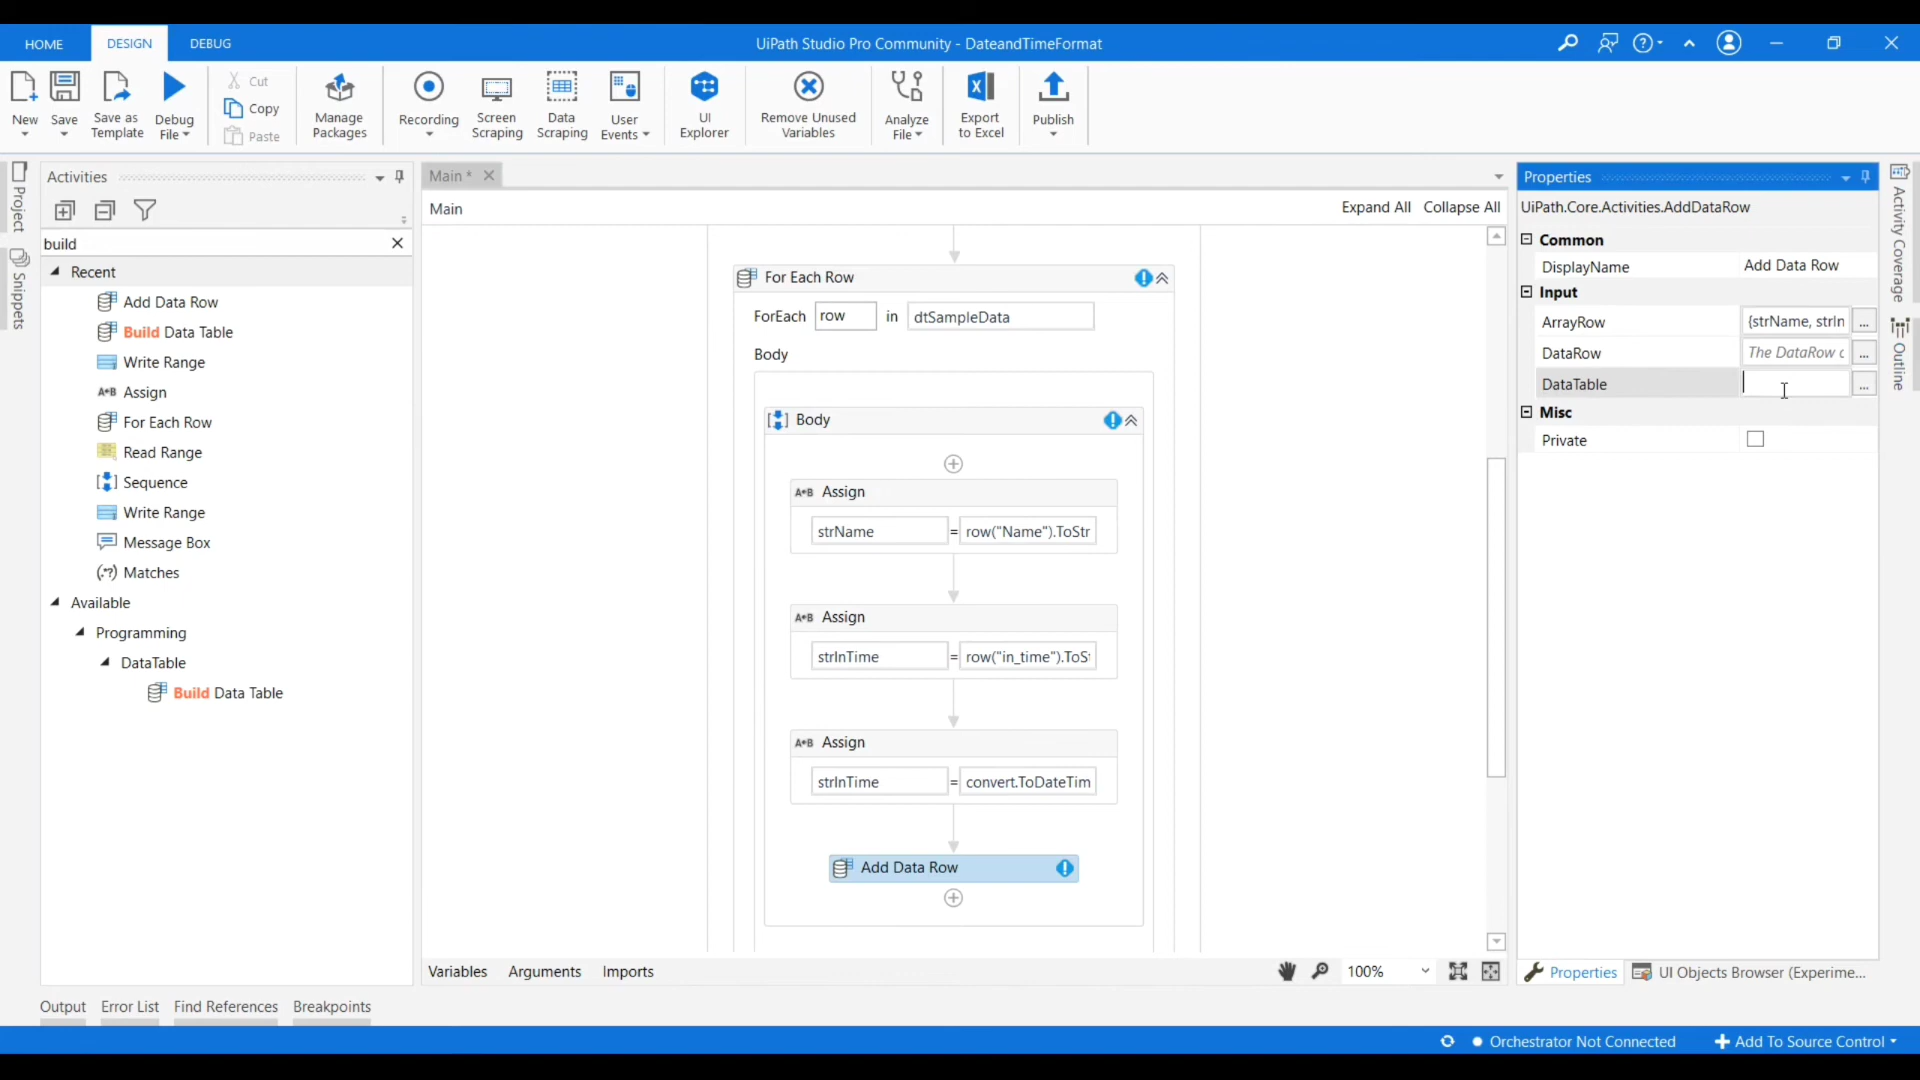 HOME
DESIGN
DEBUG
UiPath Studio Pro Community - DateandTimeFormat
New
Save
Save as Template
Debug File
Cut
Copy
Paste
Manage Packages
Recording
Screen Scraping
Data Scraping
User Events
UI Explorer
Remove Unused Variables
Analyze File
Export to Excel
Publish
Project
Snippets
Activities
build
Recent
Add Data Row
Build Data Table
Write Range
Assign
For Each Row
Read Range
Sequence
Write Range
Message Box
Matches
Available
Programming
DataTable
Build Data Table
Main *
Main
Expand All
Collapse All
For Each Row
ForEach row in dtSampleData
Body
Body
A*B Assign
strName = row("Name").ToStr
A*B Assign
strInTime = row("in_time").ToS
A*B Assign
strInTime = convert.ToDateTim
Add Data Row
Variables
Arguments
Imports
100%
Properties
UiPath.Core.Activities.AddDataRow
Common
DisplayName Add Data Row
Input
ArrayRow {strName, strIn ...
DataRow The DataRow c ...
DataTable ...
Misc
Private
Properties
UI Objects Browser (Experime...
Activity Coverage
Outline
Output
Error List
Find References
Breakpoints
Orchestrator Not Connected
Add To Source Control